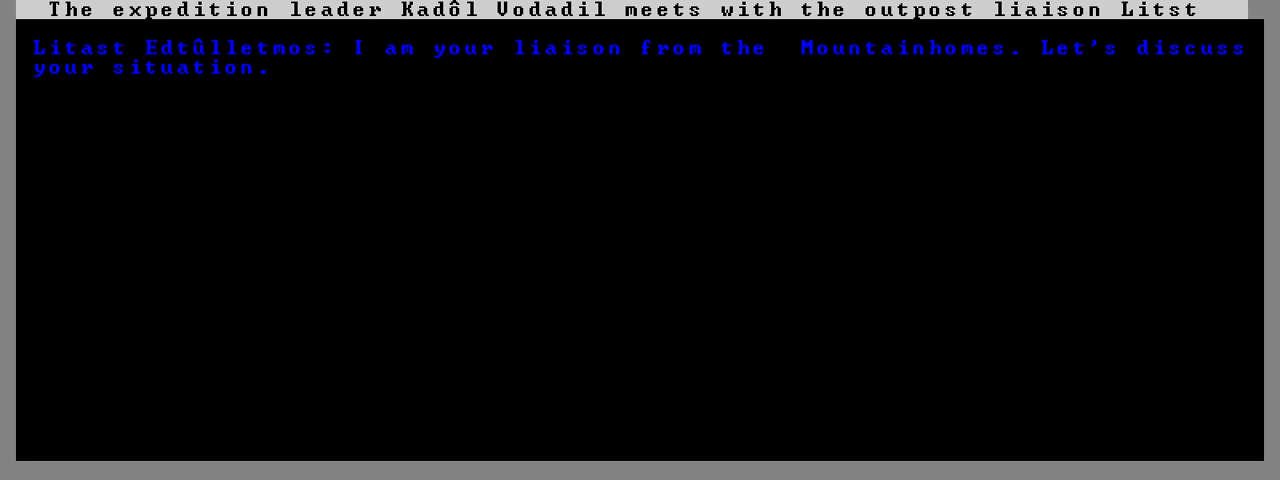 The expedition leader Kadôl Vodadil meets with the outpost liaison Litst
Litast Edtûlletmos: I am your liaison from the  Mountainhomes. Let's discuss
your situation.